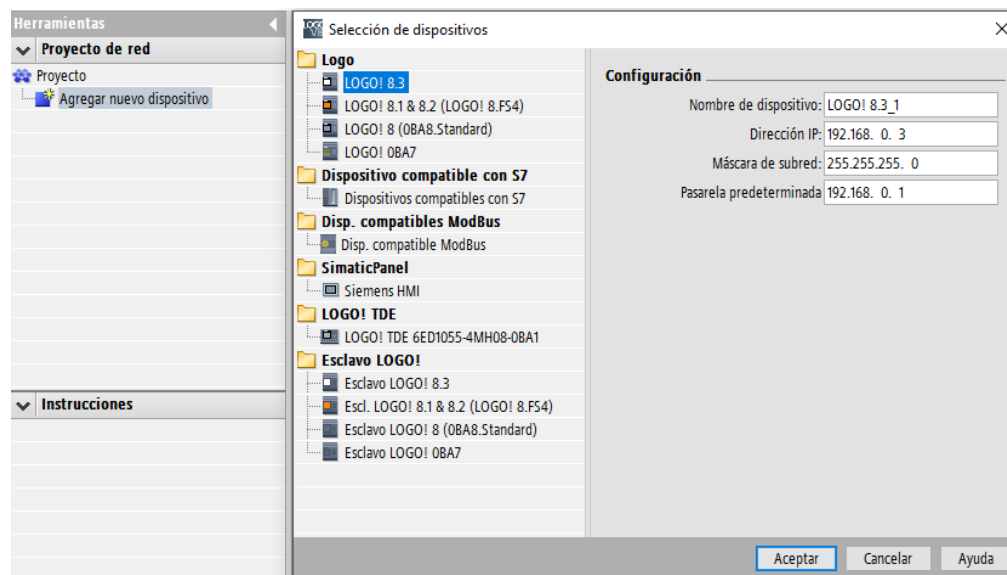 Herramientas
Proyecto de red
Proyecto
Agregar nuevo dispositivo
Instrucciones
Selección de dispositivos
Logo
LOGO! 8.3
LOGO! 8.1 & 8.2 (LOGO! 8.FS4)
LOGO! 8 (0BA8.Standard)
LOGO! 0BA7
Dispositivo compatible con S7
Dispositivos compatibles con S7
Disp. compatibles ModBus
Disp. compatible ModBus
SimaticPanel
Siemens HMI
LOGO! TDE
LOGO! TDE 6ED1055-4MH08-0BA1
Esclavo LOGO!
Esclavo LOGO! 8.3
Escl. LOGO! 8.1 & 8.2 (LOGO! 8.FS4)
Esclavo LOGO! 8 (0BA8.Standard)
Esclavo LOGO! 0BA7
Configuración
Nombre de dispositivo: LOGO! 8.3_1
Dirección IP: 192.168. 0. 3
Máscara de subred: 255.255.255. 0
Pasarela predeterminada 192.168. 0. 1
Aceptar Cancelar Ayuda